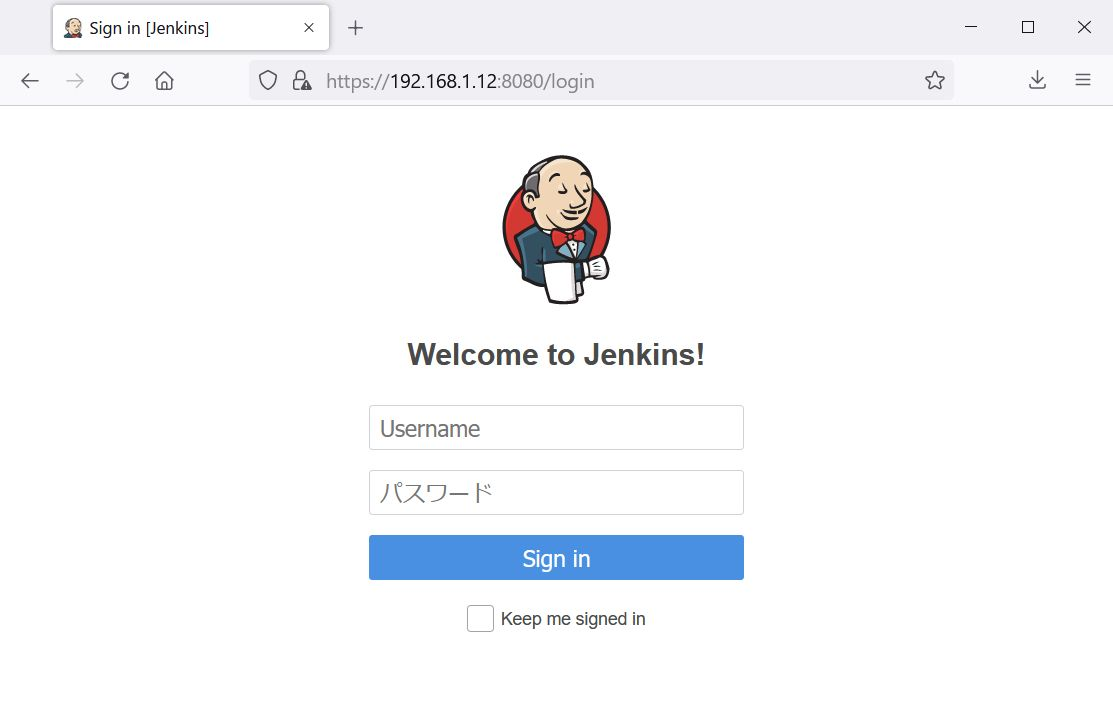 Sign in [Jenkins]
https://192.168.1.12:8080/login
Welcome to Jenkins!
Username
パスワード
Sign in
Keep me signed in